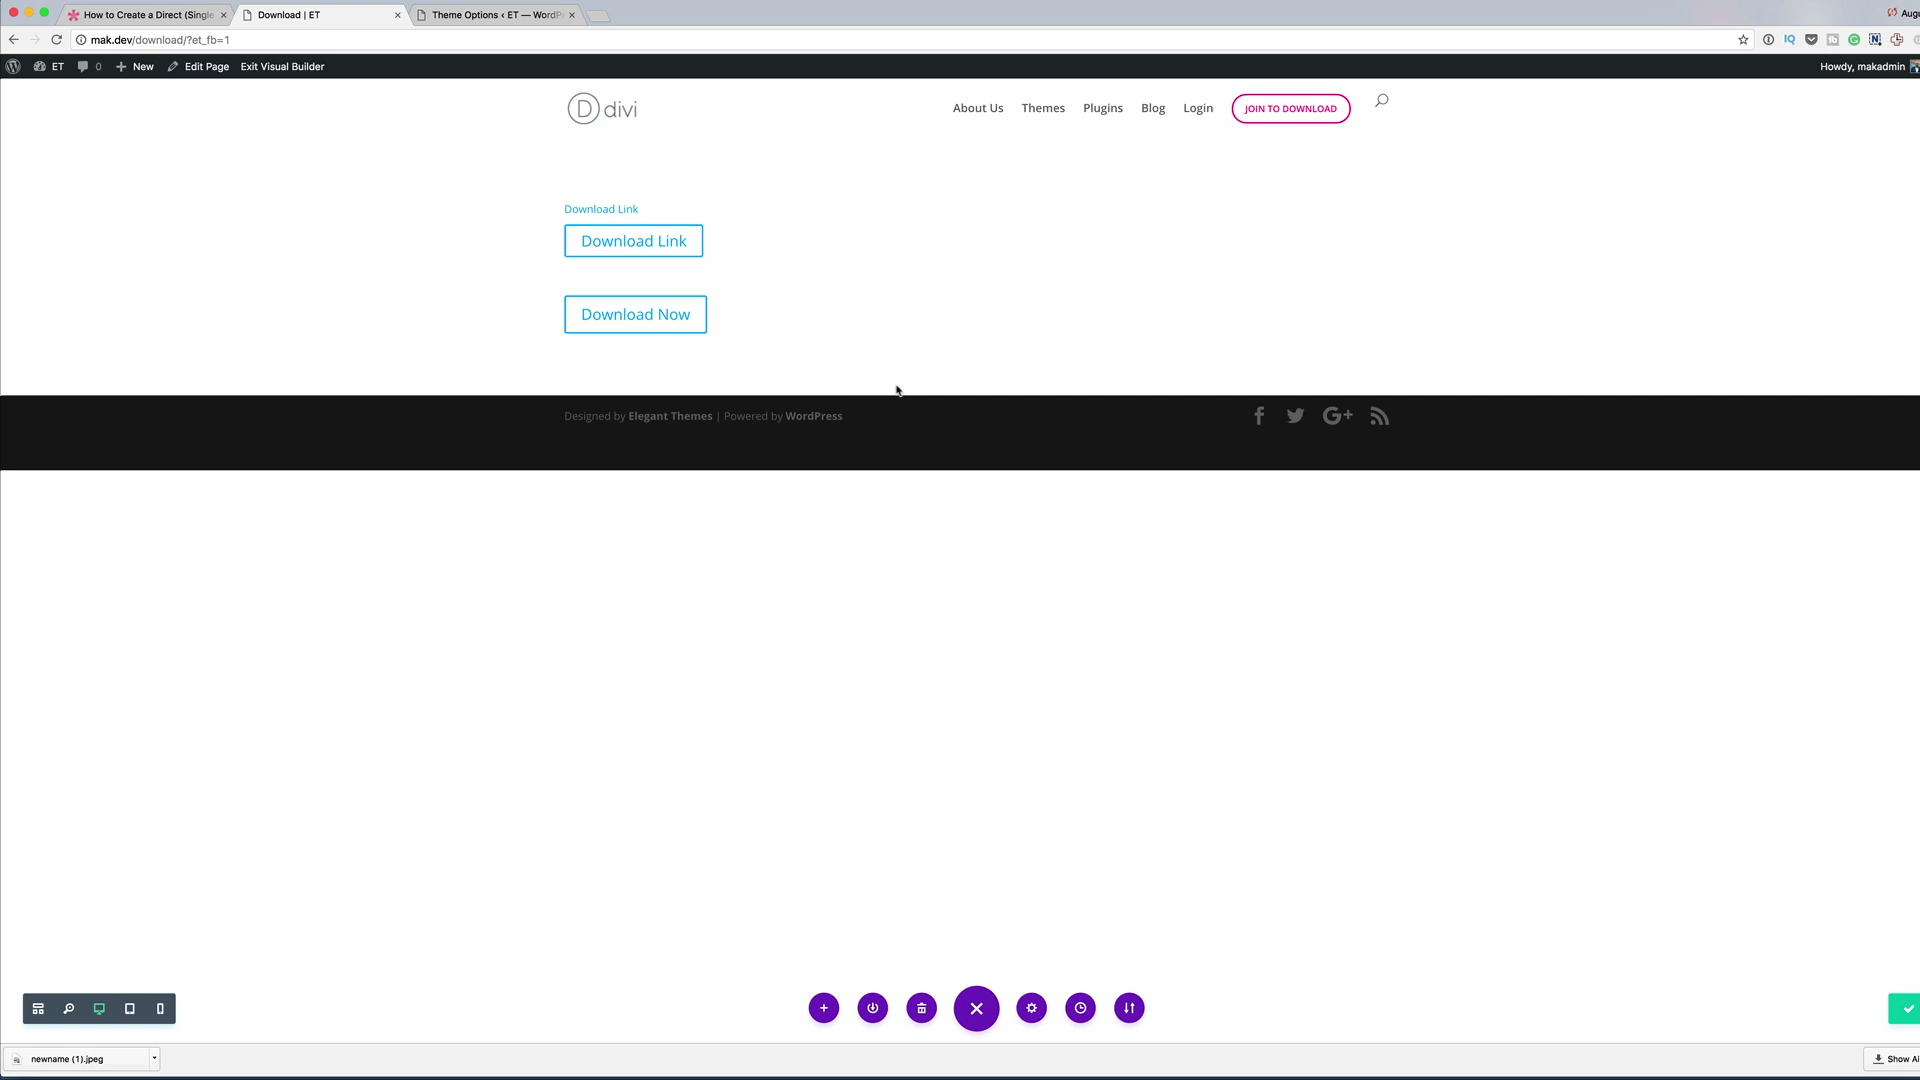 How to Create a Direct (Single
Download | ET
Theme Options ‹ ET — WordP
Augu
mak.dev/download/?et_fb=1
ET
0
New
Edit Page
Exit Visual Builder
Howdy, makadmin
D divi
About Us
Themes
Plugins
Blog
Login
JOIN TO DOWNLOAD
Download Link
Download Link
Download Now
Designed by Elegant Themes | Powered by WordPress
newname (1).jpeg
Show Al